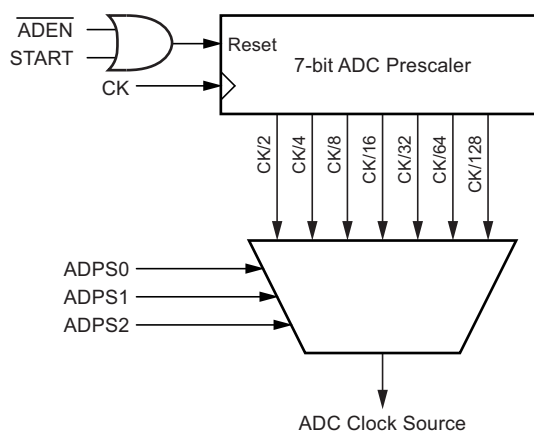 ADEN
START
Reset
7-bit ADC Prescaler
CK
CK/2
CK/4
CK/8
CK/16
CK/32
CK/64
CK/128
ADPS0
ADPS1
ADPS2
ADC Clock Source